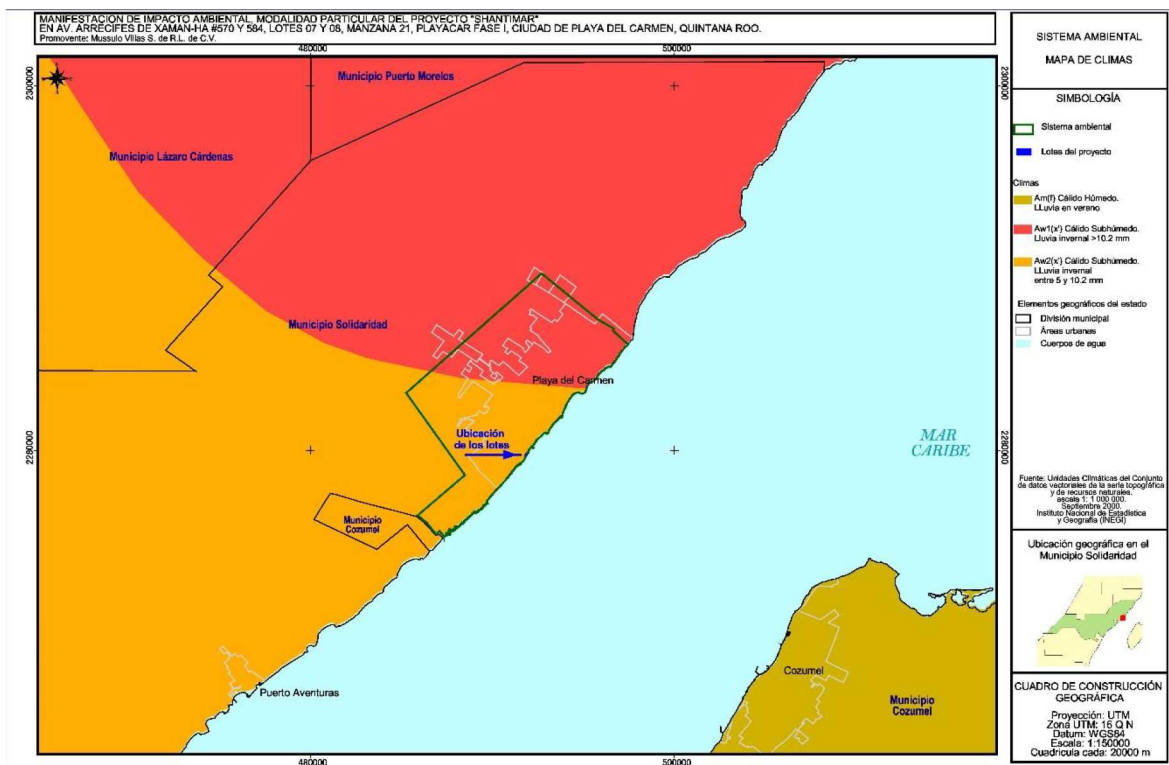 MANIFESTACION DE IMPACTO AMBIENTAL, MODALIDAD PARTICULAR DEL PROYECTO "SHANTIMAR"
EN AV. ARRECIFES DE XAMAN-HA #570 Y 584, LOTES 07 Y 08, MANZANA 21, PLAYACAR FASE I, CIUDAD DE PLAYA DEL CARMEN, QUINTANA ROO.
Promovente: Mussulo Villas S. de R.L. de C.V.
480000
500000
2300000
2300000
Municipio Puerto Morelos
Municipio Lázaro Cárdenas
Municipio Solidaridad
Playa del Carmen
Ubicación
de los lotes
2280000
2280000
MAR
CARIBE
Municipio
Cozumel
Puerto Aventuras
Cozumel
Municipio
Cozumel
480000
500000
SISTEMA AMBIENTAL
MAPA DE CLIMAS
SIMBOLOGÍA
Sistema ambiental
Lotes del proyecto
Climas
Am(f) Cálido Húmedo.
LLuvia en verano
Aw1(x') Cálido Subhúmedo.
Lluvia invernal >10.2 mm
Aw2(x') Cálido Subhúmedo.
LLuvia invernal
entre 5 y 10.2 mm
Elementos geográficos del estado
División municipal
Áreas urbanas
Cuerpos de agua
Fuente: Unidades Climáticas del Conjunto
de datos vectoriales de la serie topográfica
y de recursos naturales.
escala 1: 1 000 000.
Septiembre 2000.
Instituto Nacional de Estadística
y Geografía (INEGI)
Ubicación geográfica en el
Municipio Solidaridad
CUADRO DE CONSTRUCCIÓN
GEOGRÁFICA
Proyección: UTM
Zona UTM: 16 Q N
Datum: WGS84
Escala: 1:150000
Cuadrícula cada: 20000 m